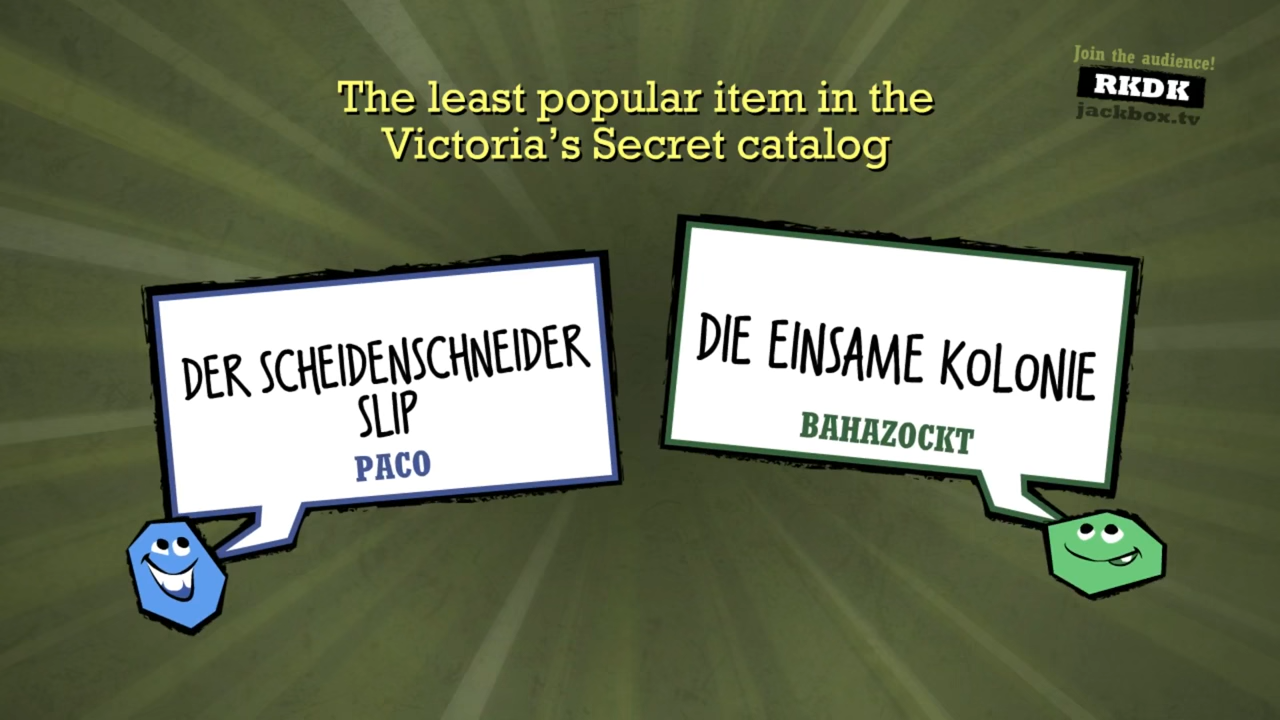 Join the audience!
RKDK
jackbox.tv
The least popular item in the
Victoria's Secret catalog
DER SCHEIDENSCHNEIDER
SLIP
PACO
DIE EINSAME KOLONIE
BAHAZOCKT